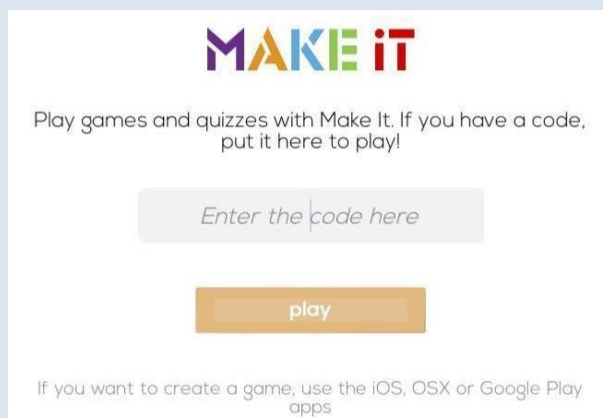 MAKE iT
Play games and quizzes with Make It. If you have a code,
put it here to play!
Enter the code here
play
If you want to create a game, use the iOS, OSX or Google Play
apps